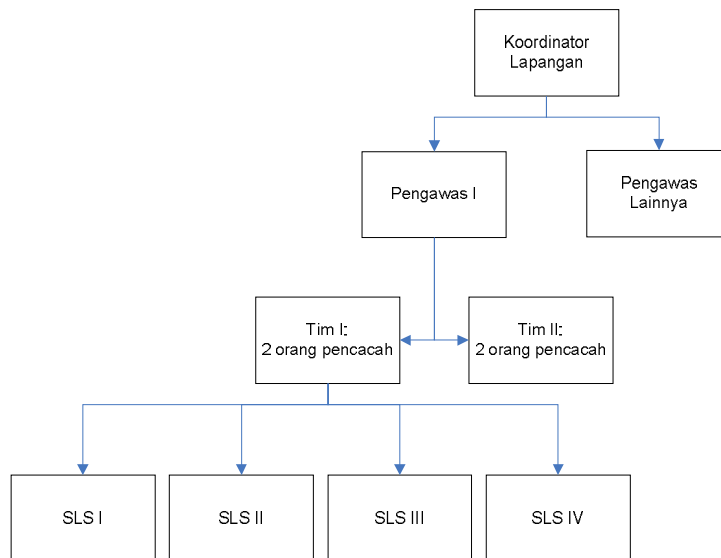 Koordinator
Lapangan
Pengawas I
Pengawas
Lainnya
Tim I:
2 orang pencacah
Tim II:
2 orang pencacah
SLS I
SLS II
SLS III
SLS IV